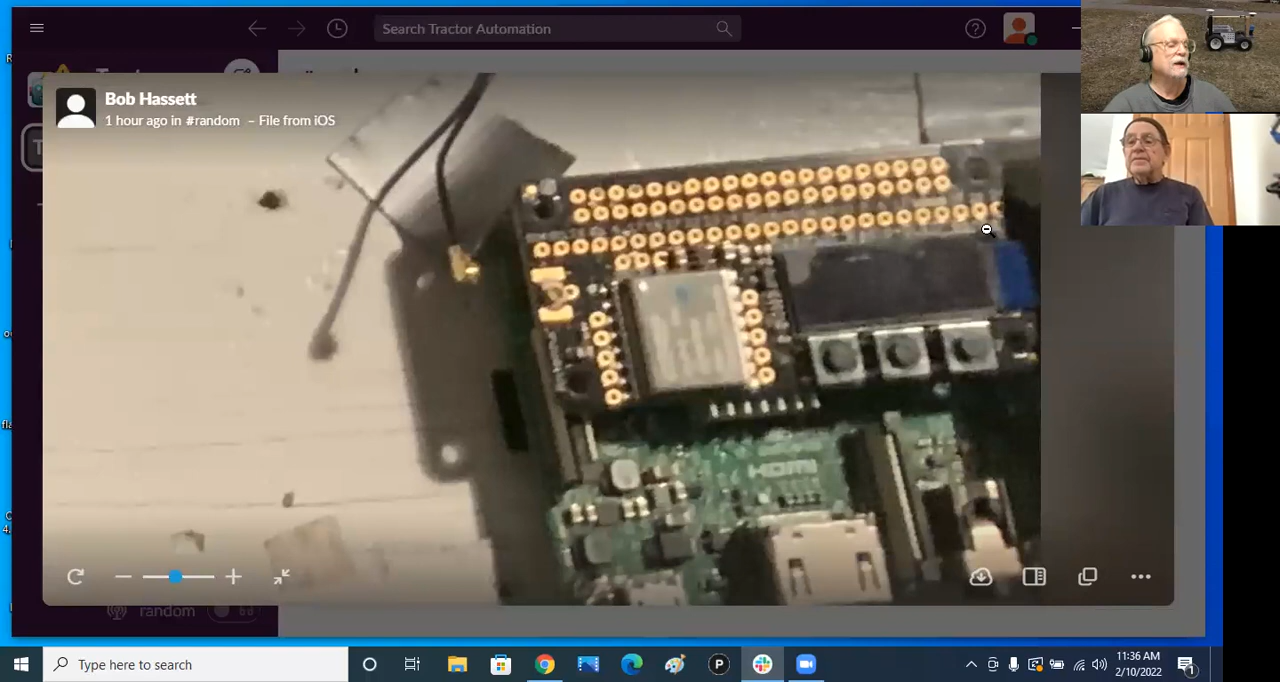 Search Tractor Automation
Bob Hassett
1 hour ago in #random – File from iOS
HDMI
random
Type here to search
11:36 AM
2/10/2022